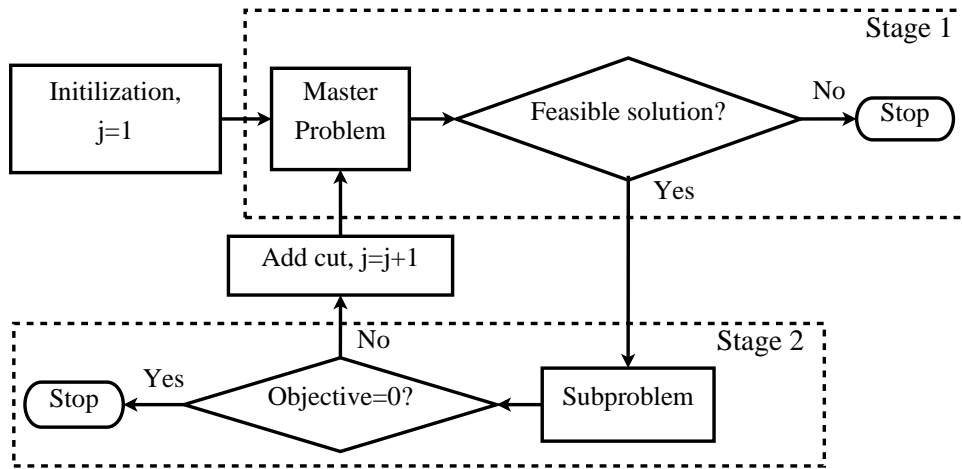 Stage 1
Initilization,
j=1
Master
Problem
Feasible solution?
No
Stop
Yes
Add cut, j=j+1
No
Stage 2
Yes
Stop
Objective=0?
Subproblem